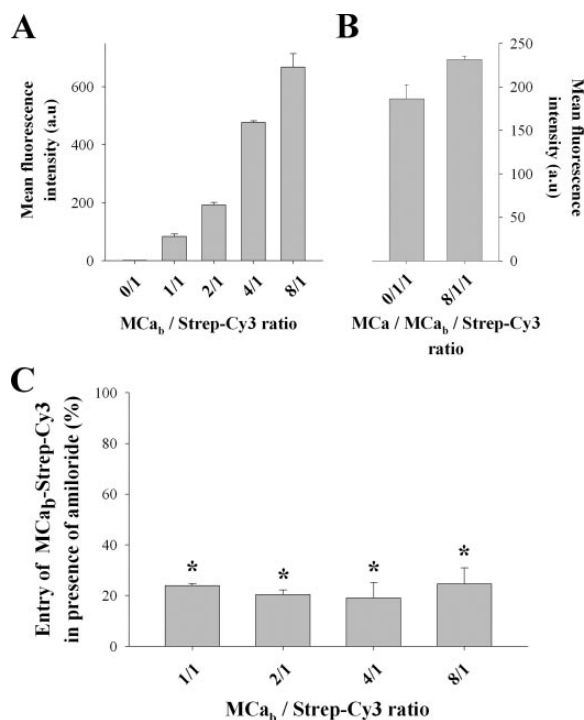 A
Mean fluorescence
intensity (a.u)
600
400
200
0
0/1
1/1
2/1
4/1
8/1
MCab / Strep-Cy3 ratio
B
250
200
150
100
50
0
Mean fluorescence
intensity (a.u)
0/1/1
8/1/1
MCa / MCab / Strep-Cy3
ratio
C
Entry of MCab-Strep-Cy3
in presence of amiloride (%)
100
80
60
40
20
0
*
*
*
*
1/1
2/1
4/1
8/1
MCab / Strep-Cy3 ratio